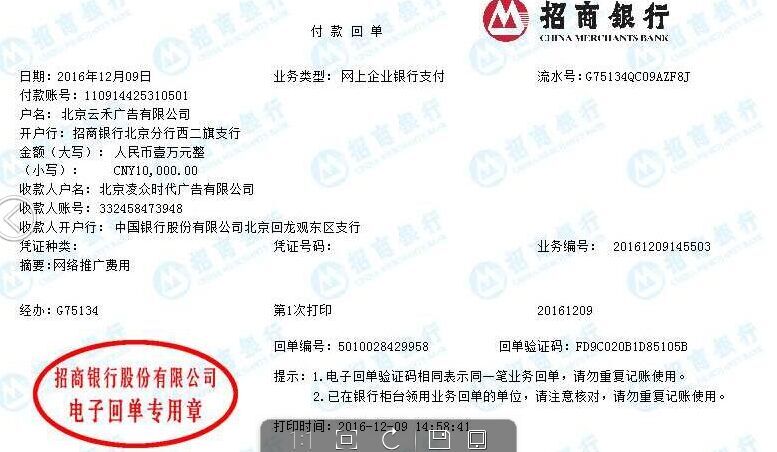 招商银行
CHINA MERCHANTS BANK
付款回单
日期：2016年12月09日 业务类型：网上企业银行支付 流水号：G75134QC09AZF8J
付款账号：110914425310501
户名：北京云禾广告有限公司
开户行：招商银行北京分行西二旗支行
金额（大写）：人民币壹万元整
（小写）： CNY10,000.00
收款人户名：北京凌众时代广告有限公司
收款人账号：332458473948
收款人开户行：中国银行股份有限公司北京回龙观东区支行
凭证种类： 凭证号码： 业务编号：20161209145503
摘要：网络推广费用
经办：G75134 第1次打印 20161209
回单编号：5010028429958 回单验证码：FD9C020B1D85105B
提示：1.电子回单验证码相同表示同一笔业务回单，请勿重复记账使用。
2.已在银行柜台领用业务回单的单位，请注意核对，请勿重复记账使用。
打印时间：2016-12-09 14:58:41
招商银行股份有限公司
电子回单专用章
1:1